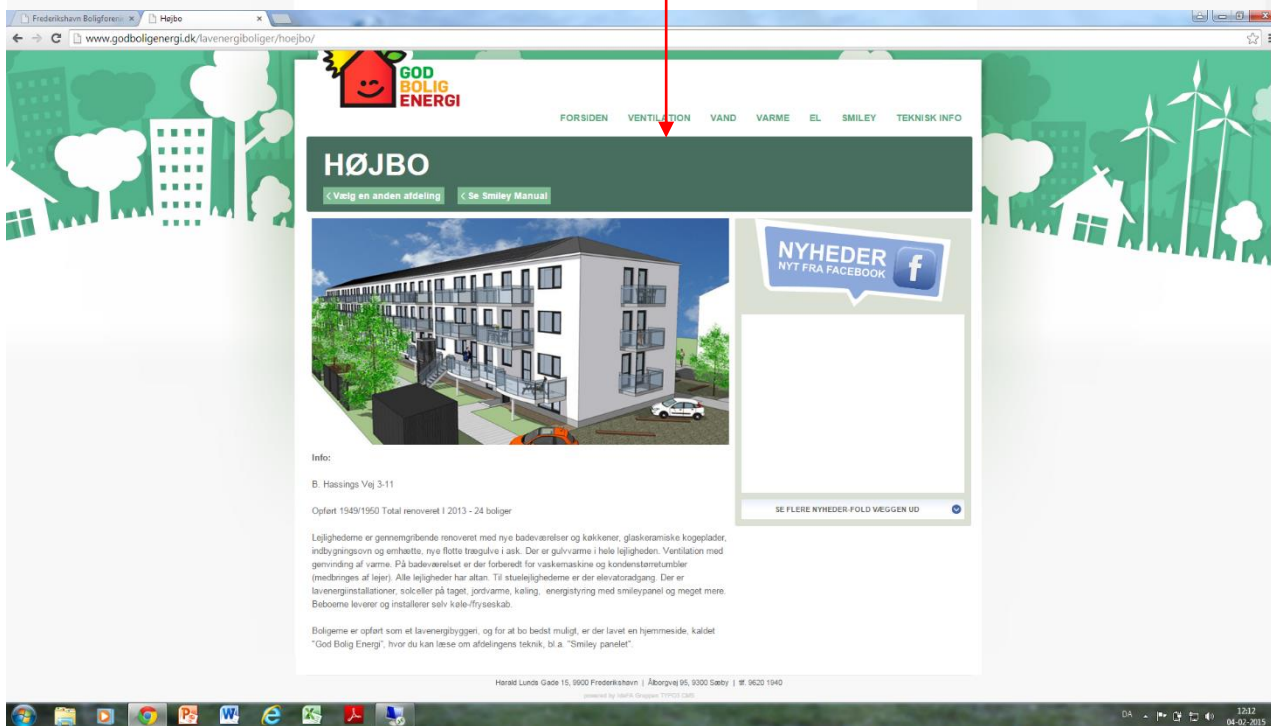 Frederikshavn Boligforeni
Højbo
www.godboligenergi.dk/lavenergiboliger/hoejbo/
GOD
BOLIG
ENERGI
FORSIDEN VENTILATION VAND VARME EL SMILEY TEKNISK INFO
HØJBO
< Vælg en anden afdeling < Se Smiley Manual
NYHEDER
NYT FRA FACEBOOK
f
Info:
B. Hassings Vej 3-11
Opført 1949/1950 Total renoveret I 2013 - 24 boliger
SE FLERE NYHEDER-FOLD VÆGGEN UD
Lejlighederne er gennemgribende renoveret med nye badeværelser og køkkener, glaskeramiske kogeplader,
indbygningsovn og emhætte, nye flotte trægulve i ask. Der er gulvvarme i hele lejligheden. Ventilation med
genvinding af varme. På badeværelset er der forberedt for vaskemaskine og kondenstørretumbler
(medbringes af lejer). Alle lejligheder har altan. Til stuelejlighederne er der elevatoradgang. Der er
lavenergiinstallationer, solceller på taget, jordvarme, køling, energistyring med smileypanel og meget mere.
Beboerne leverer og installerer selv køle-/fryseskab.
Boligerne er opført som et lavenergibyggeri, og for at bo bedst muligt, er der lavet en hjemmeside, kaldet
"God Bolig Energi", hvor du kan læse om afdelingens teknik, bl.a. "Smiley panelet".
Harald Lunds Gade 15, 9900 Frederikshavn | Ålborgvej 95, 9300 Sæby | tlf. 9620 1940
DA
12:12
04-02-2015